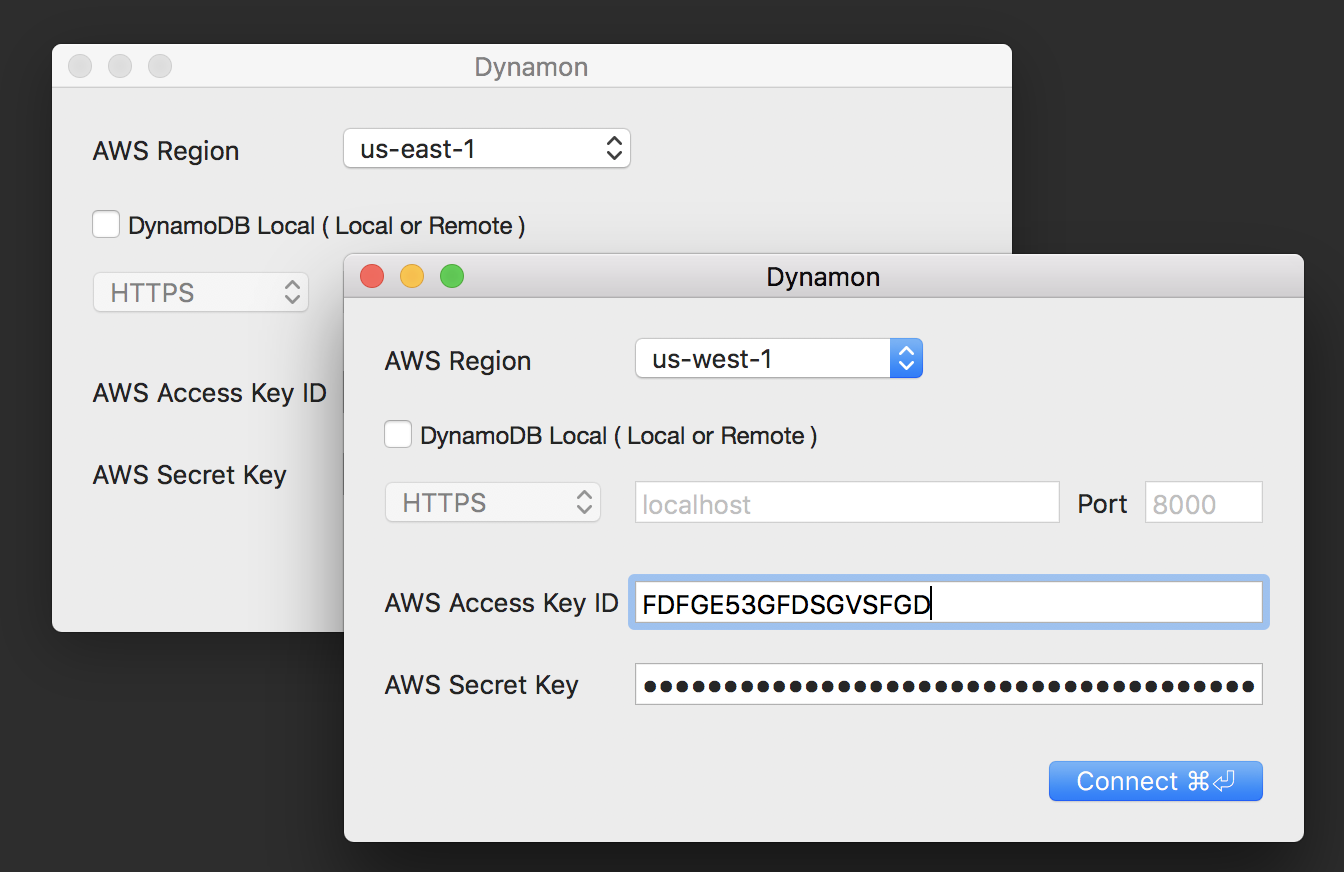 Dynamon
AWS Region
us-east-1
DynamoDB Local ( Local or Remote )
HTTPS
AWS Access Key ID
AWS Secret Key
Dynamon
AWS Region
us-west-1
DynamoDB Local ( Local or Remote )
HTTPS localhost Port 8000
AWS Access Key ID FDFGE53GFDSGVSFGD
AWS Secret Key ●●●●●●●●●●●●●●●●●●●●●●●●●●●●●●●●●●●●●●
Connect ⌘⏎